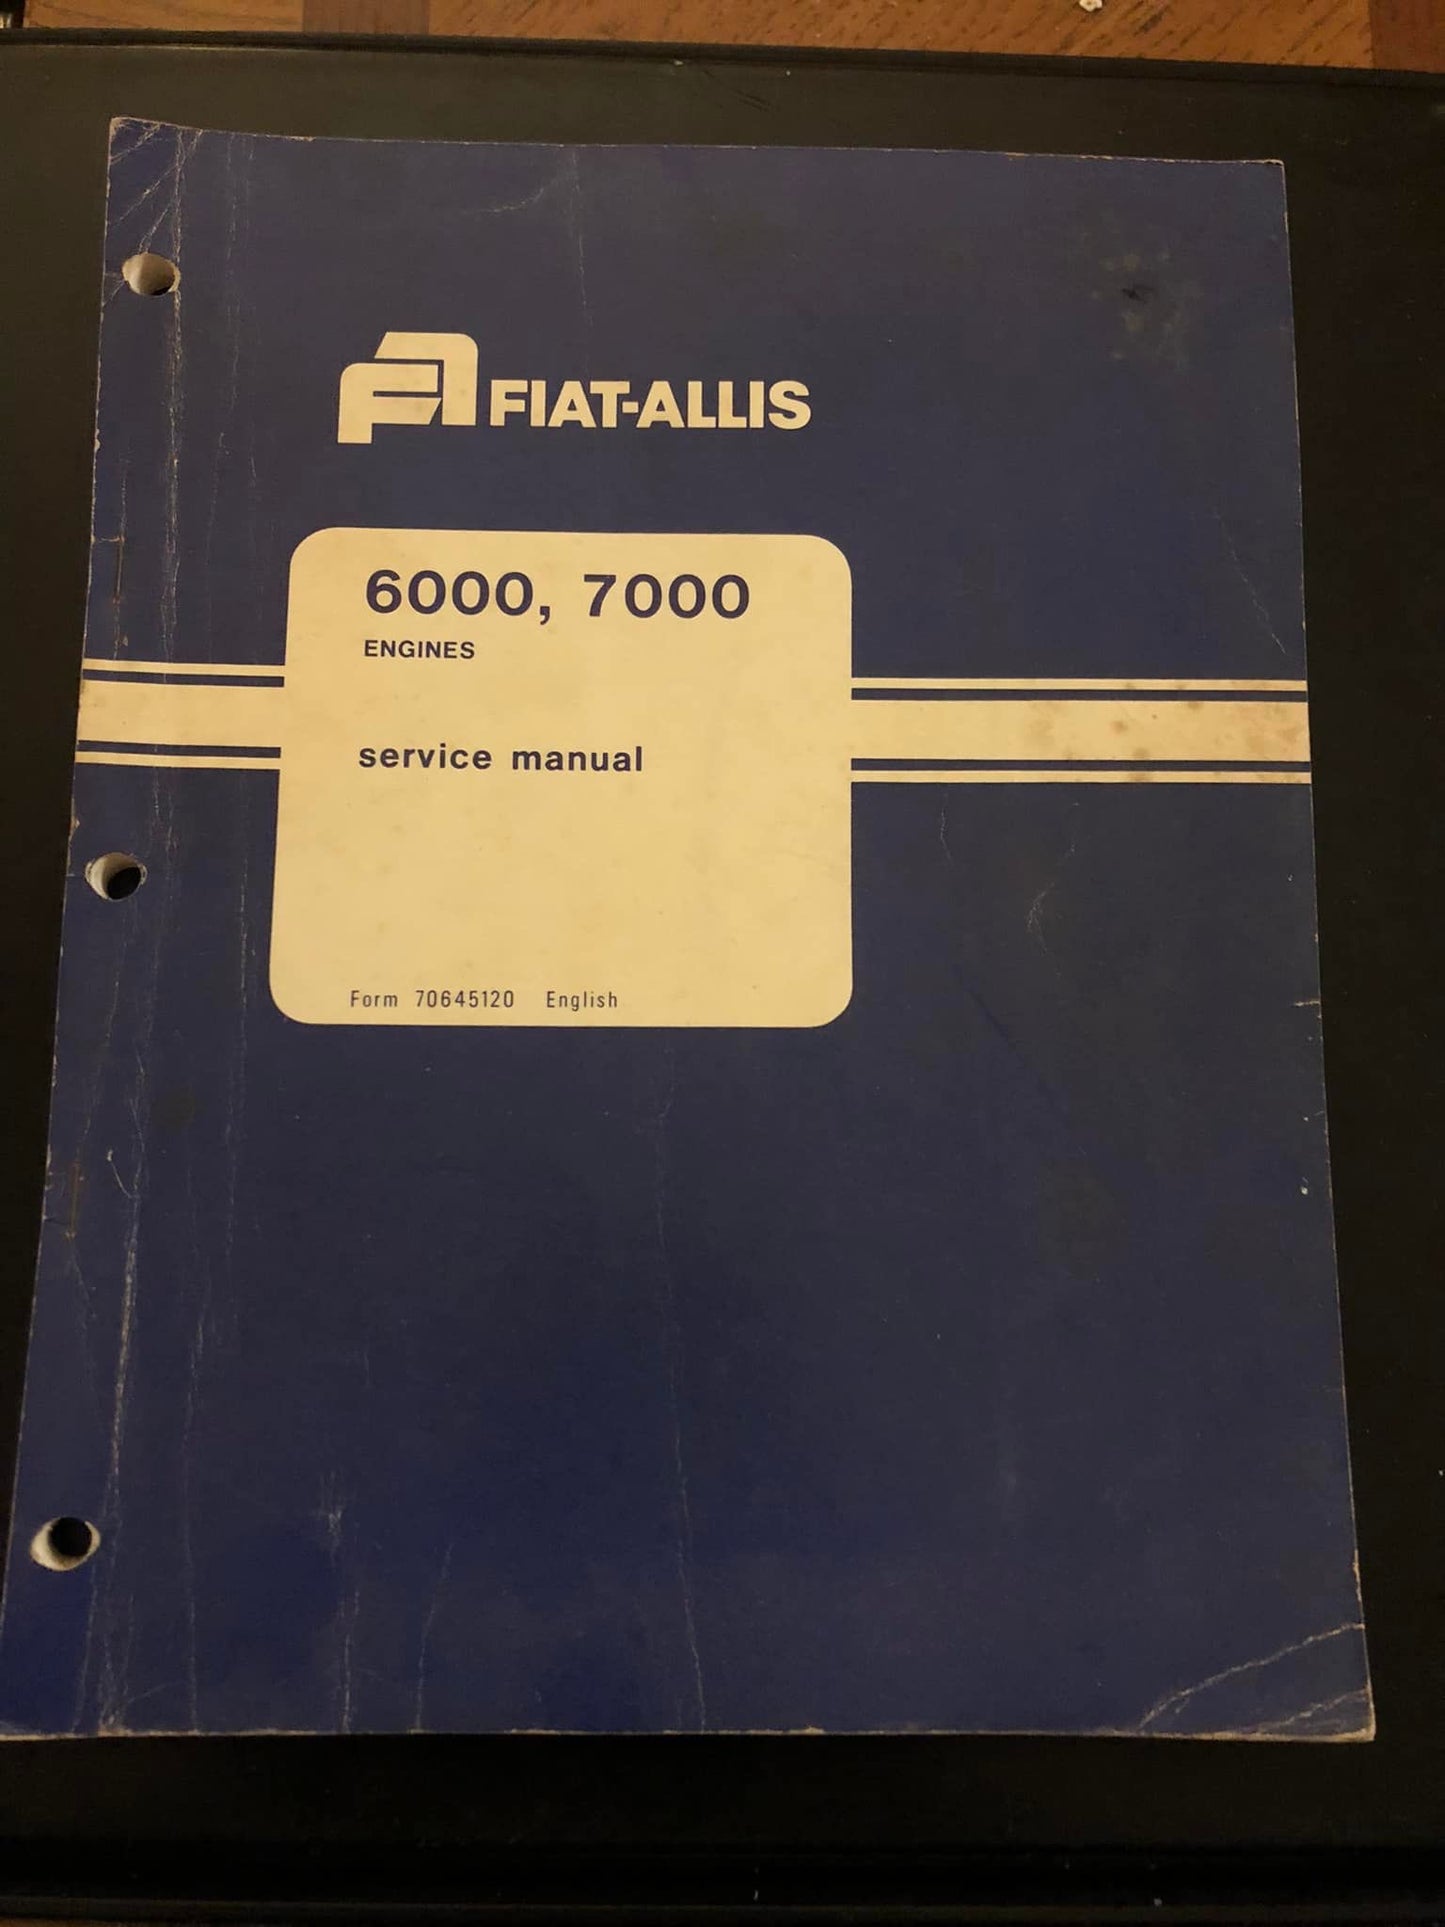 FIAT-ALLIS
6000, 7000
ENGINES
service manual
Form 70645120 English